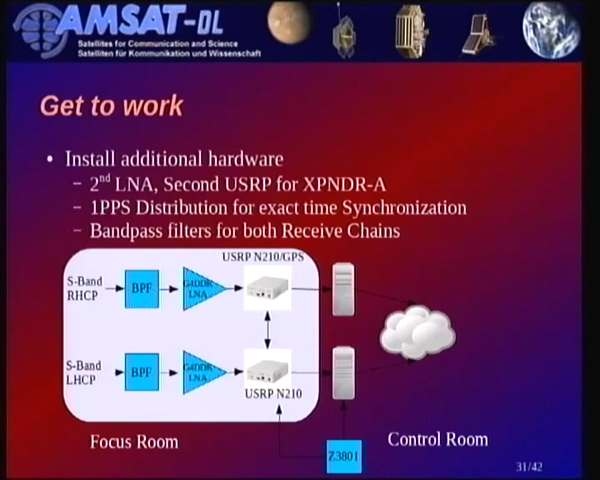 AMSAT-DL
Satellites for Communication and Science
Satelliten für Kommunikation und Wissenschaft
Get to work
• Install additional hardware
– 2nd LNA, Second USRP for XPNDR-A
– 1PPS Distribution for exact time Synchronization
– Bandpass filters for both Receive Chains
USRP N210/GPS
S-Band
RHCP
BPF
G4DDK
LNA
S-Band
LHCP
BPF
G4DDK
LNA
USRP N210
Focus Room
Control Room
Z3801
31/42